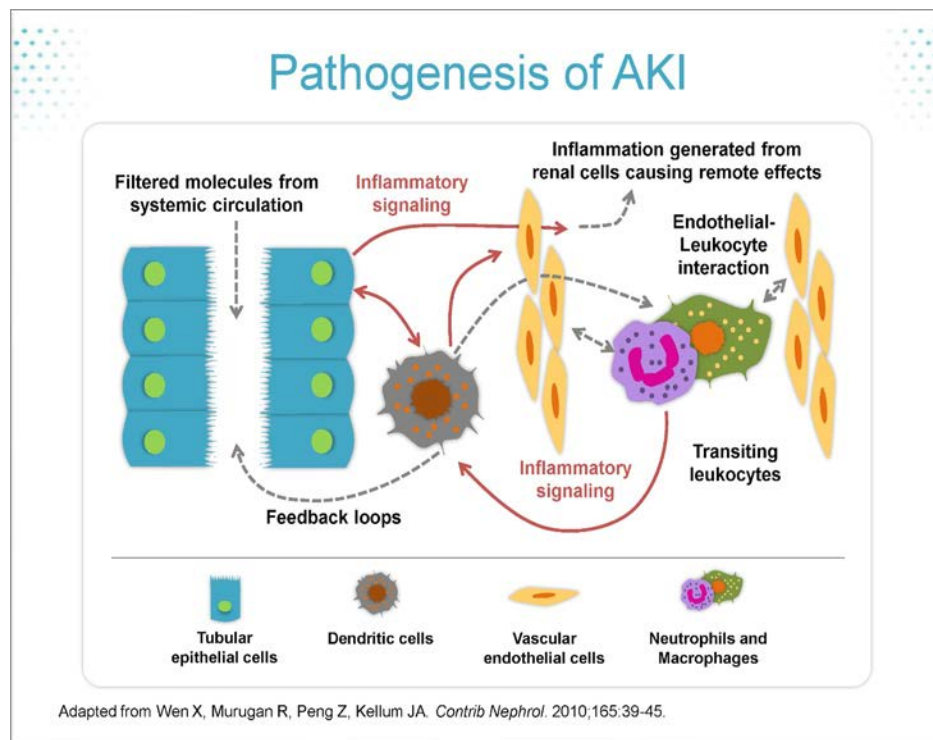 Pathogenesis of AKI
Filtered molecules from
systemic circulation
Inflammatory
signaling
Inflammation generated from
renal cells causing remote effects
Endothelial-
Leukocyte
interaction
Inflammatory
signaling
Transiting
leukocytes
Feedback loops
Tubular
epithelial cells
Dendritic cells
Vascular
endothelial cells
Neutrophils and
Macrophages
Adapted from Wen X, Murugan R, Peng Z, Kellum JA. Contrib Nephrol. 2010;165:39-45.